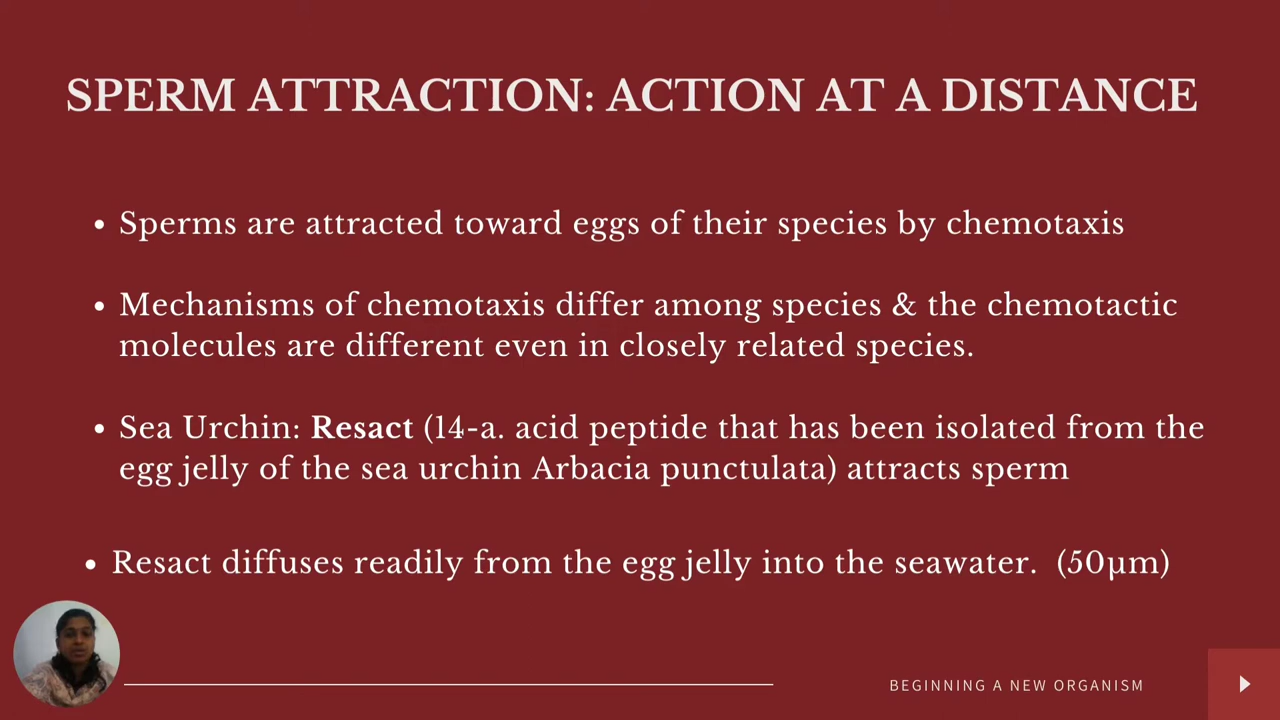 SPERM ATTRACTION: ACTION AT A DISTANCE
• Sperms are attracted toward eggs of their species by chemotaxis
• Mechanisms of chemotaxis differ among species & the chemotactic
molecules are different even in closely related species.
• Sea Urchin: Resact (14-a. acid peptide that has been isolated from the
egg jelly of the sea urchin Arbacia punctulata) attracts sperm
• Resact diffuses readily from the egg jelly into the seawater. (50μm)
BEGINNING A NEW ORGANISM